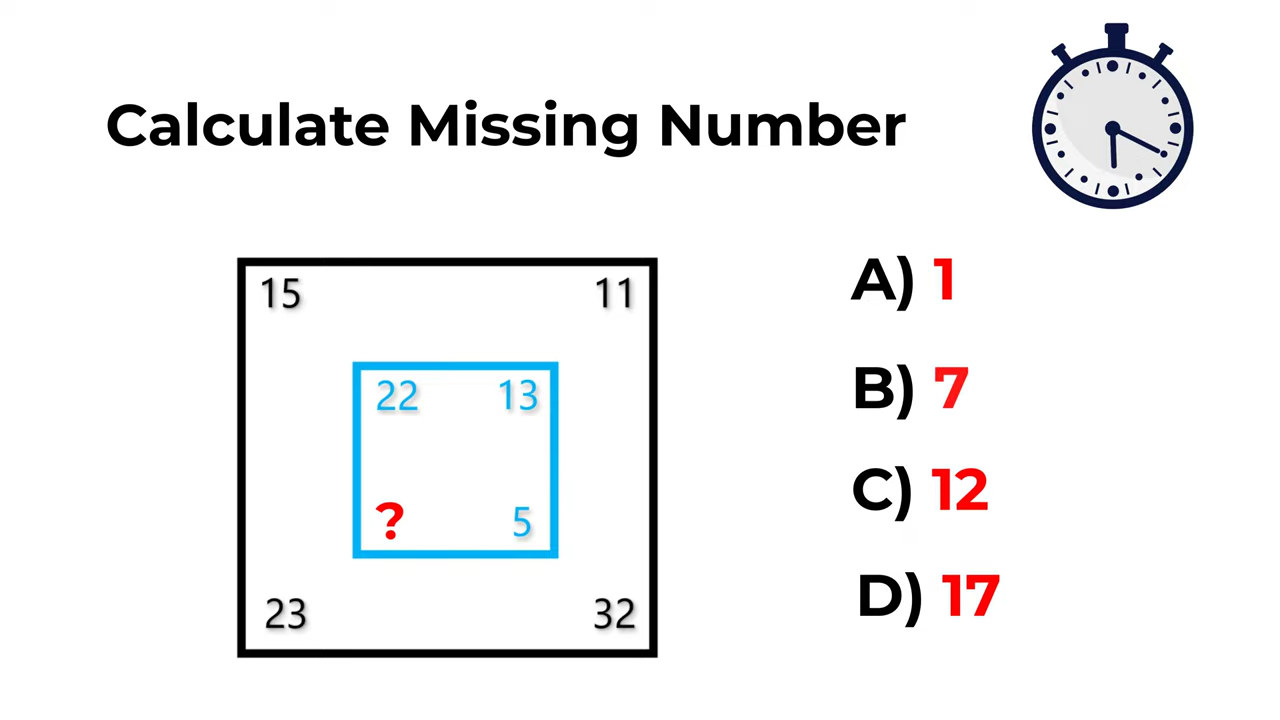 Calculate Missing Number
15 11
22 13
? 5
23 32
A) 1
B) 7
C) 12
D) 17